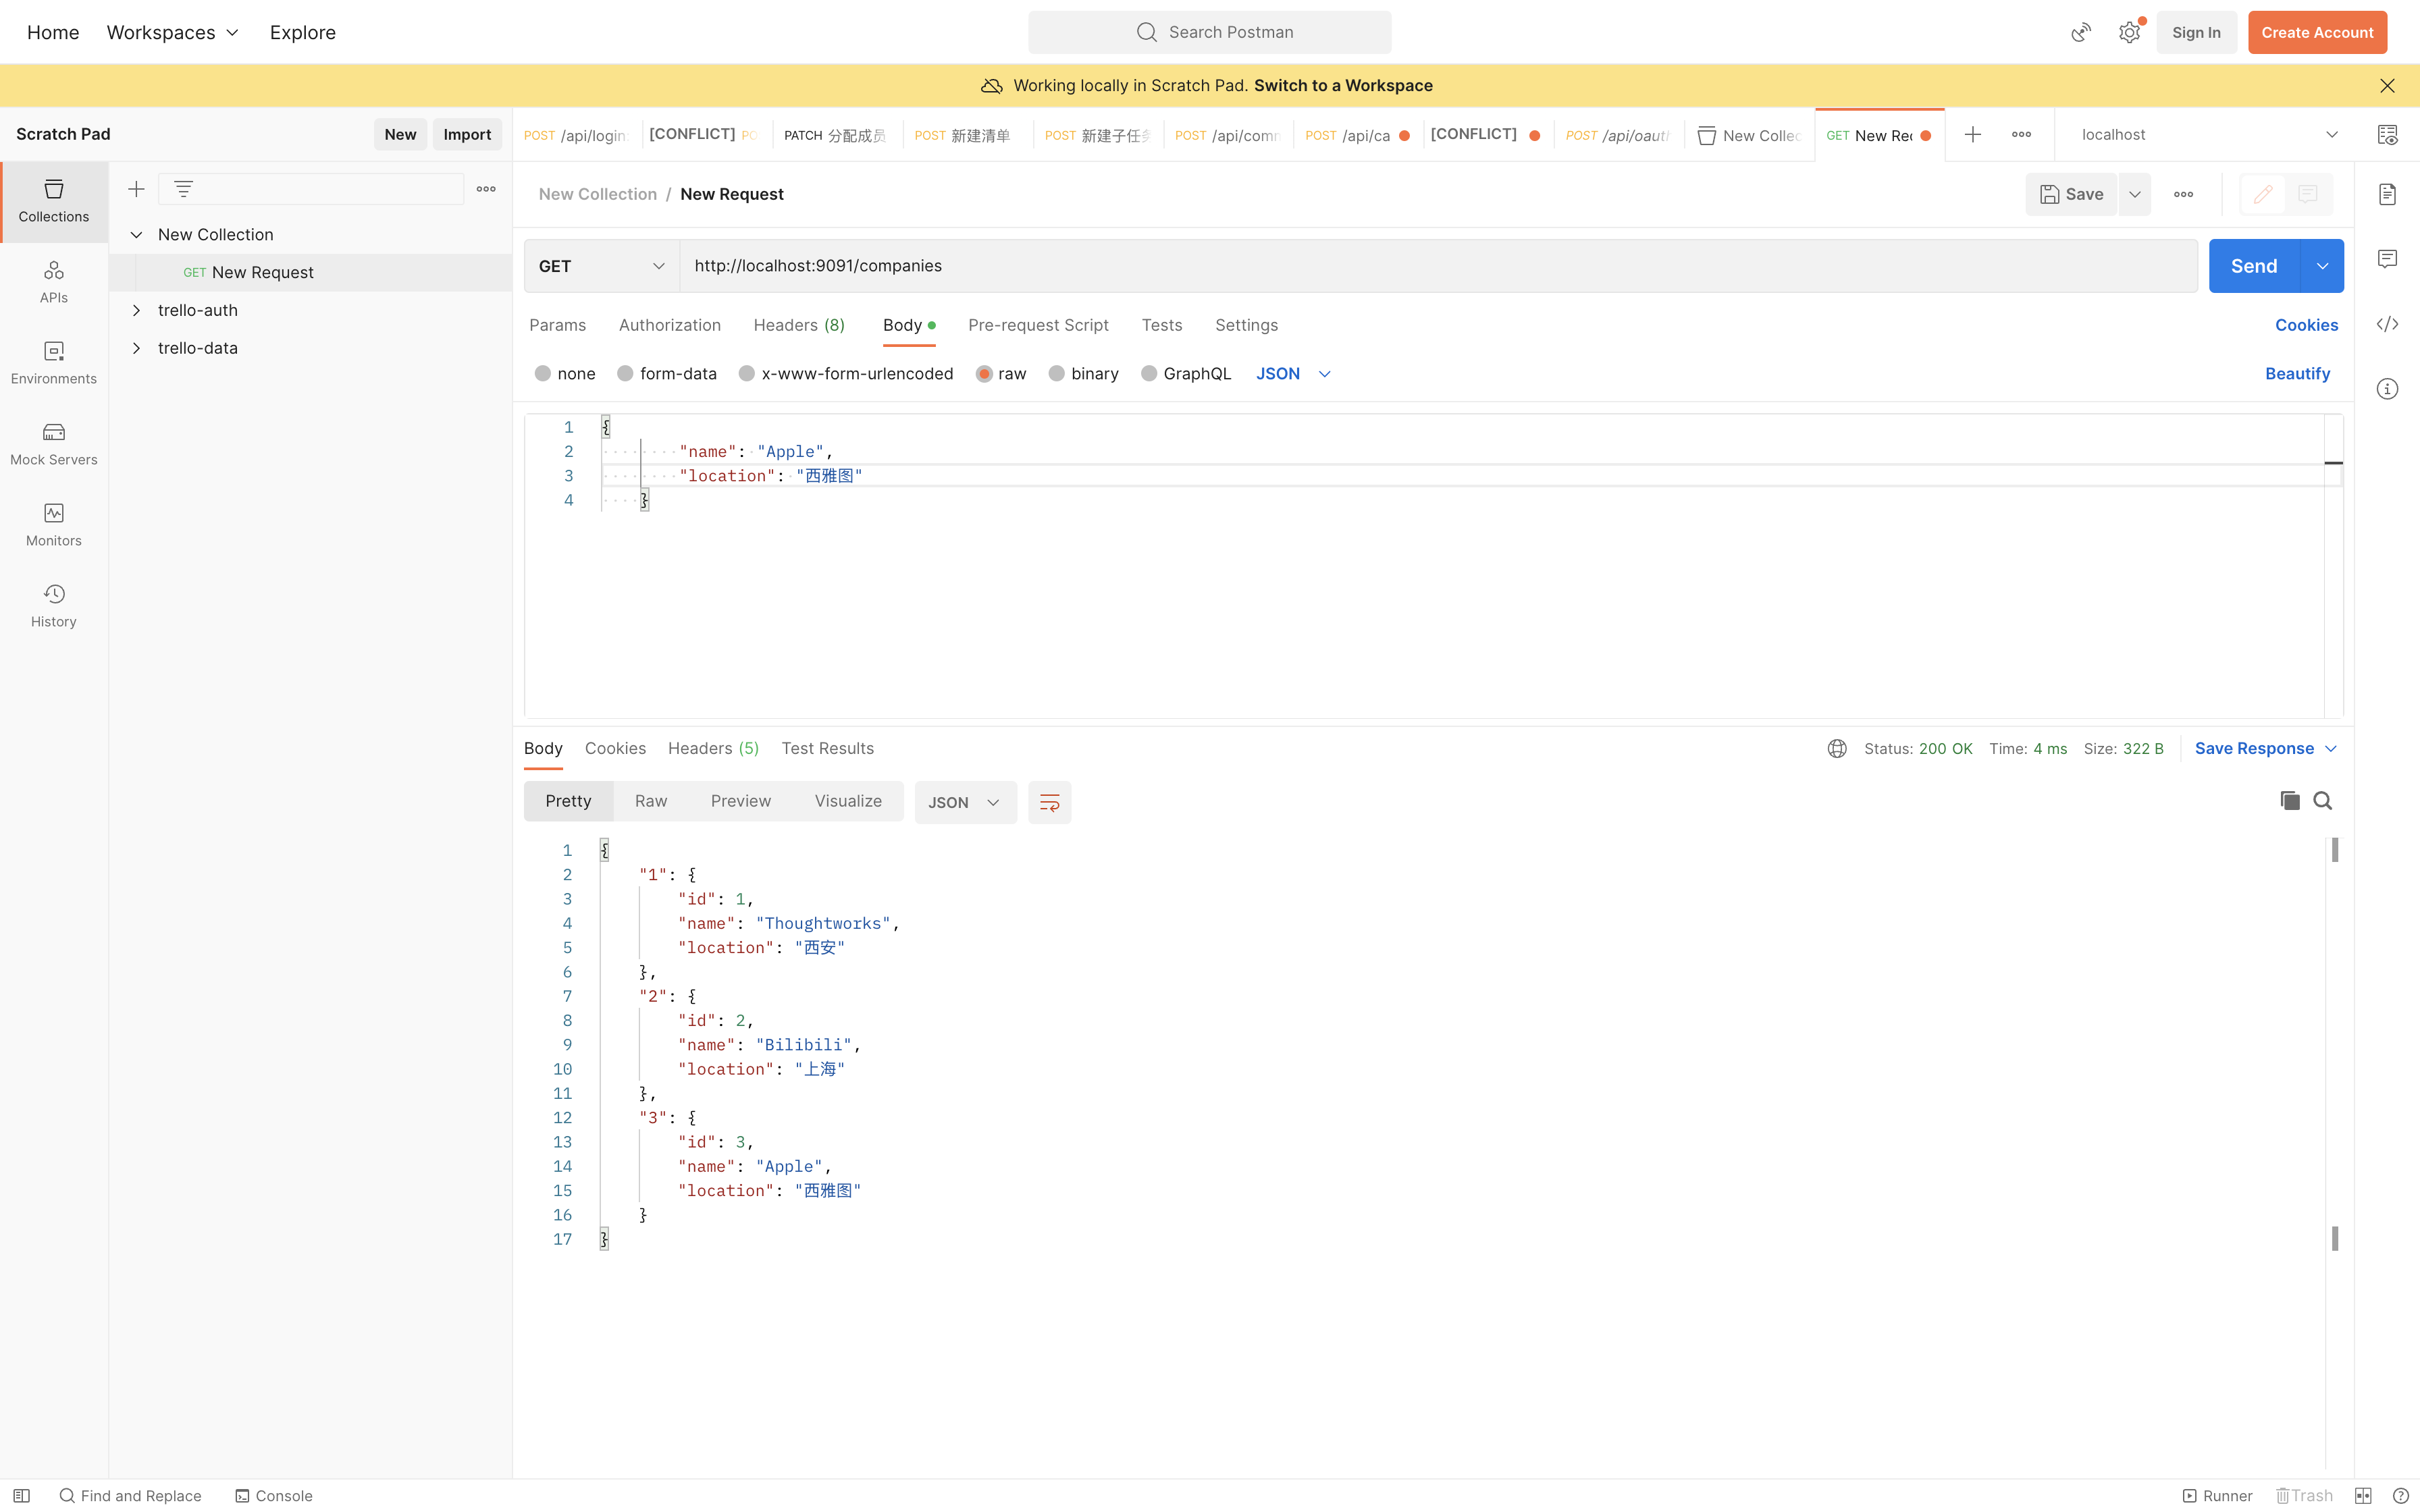 Home Workspaces Explore Search Postman Sign In Create Account
Working locally in Scratch Pad. Switch to a Workspace
Scratch Pad New Import POST /api/login [CONFLICT] PO PATCH 分配成员 POST 新建清单 POST 新建子任务 POST /api/comm POST /api/ca [CONFLICT] POST /api/oauth New Collec GET New Rec localhost
Collections
New Collection / New Request Save
New Collection
GET New Request
trello-auth
trello-data
APIs
Environments
Mock Servers
Monitors
History
GET http://localhost:9091/companies Send
Params Authorization Headers (8) Body Pre-request Script Tests Settings Cookies
none form-data x-www-form-urlencoded raw binary GraphQL JSON Beautify
1 {
2 "name": "Apple",
3 "location": "西雅图"
4 }
Body Cookies Headers (5) Test Results Status: 200 OK Time: 4 ms Size: 322 B Save Response
Pretty Raw Preview Visualize JSON
1 {
2 "1": {
3 "id": 1,
4 "name": "Thoughtworks",
5 "location": "西安"
6 },
7 "2": {
8 "id": 2,
9 "name": "Bilibili",
10 "location": "上海"
11 },
12 "3": {
13 "id": 3,
14 "name": "Apple",
15 "location": "西雅图"
16 }
17 }
Find and Replace Console Runner Trash